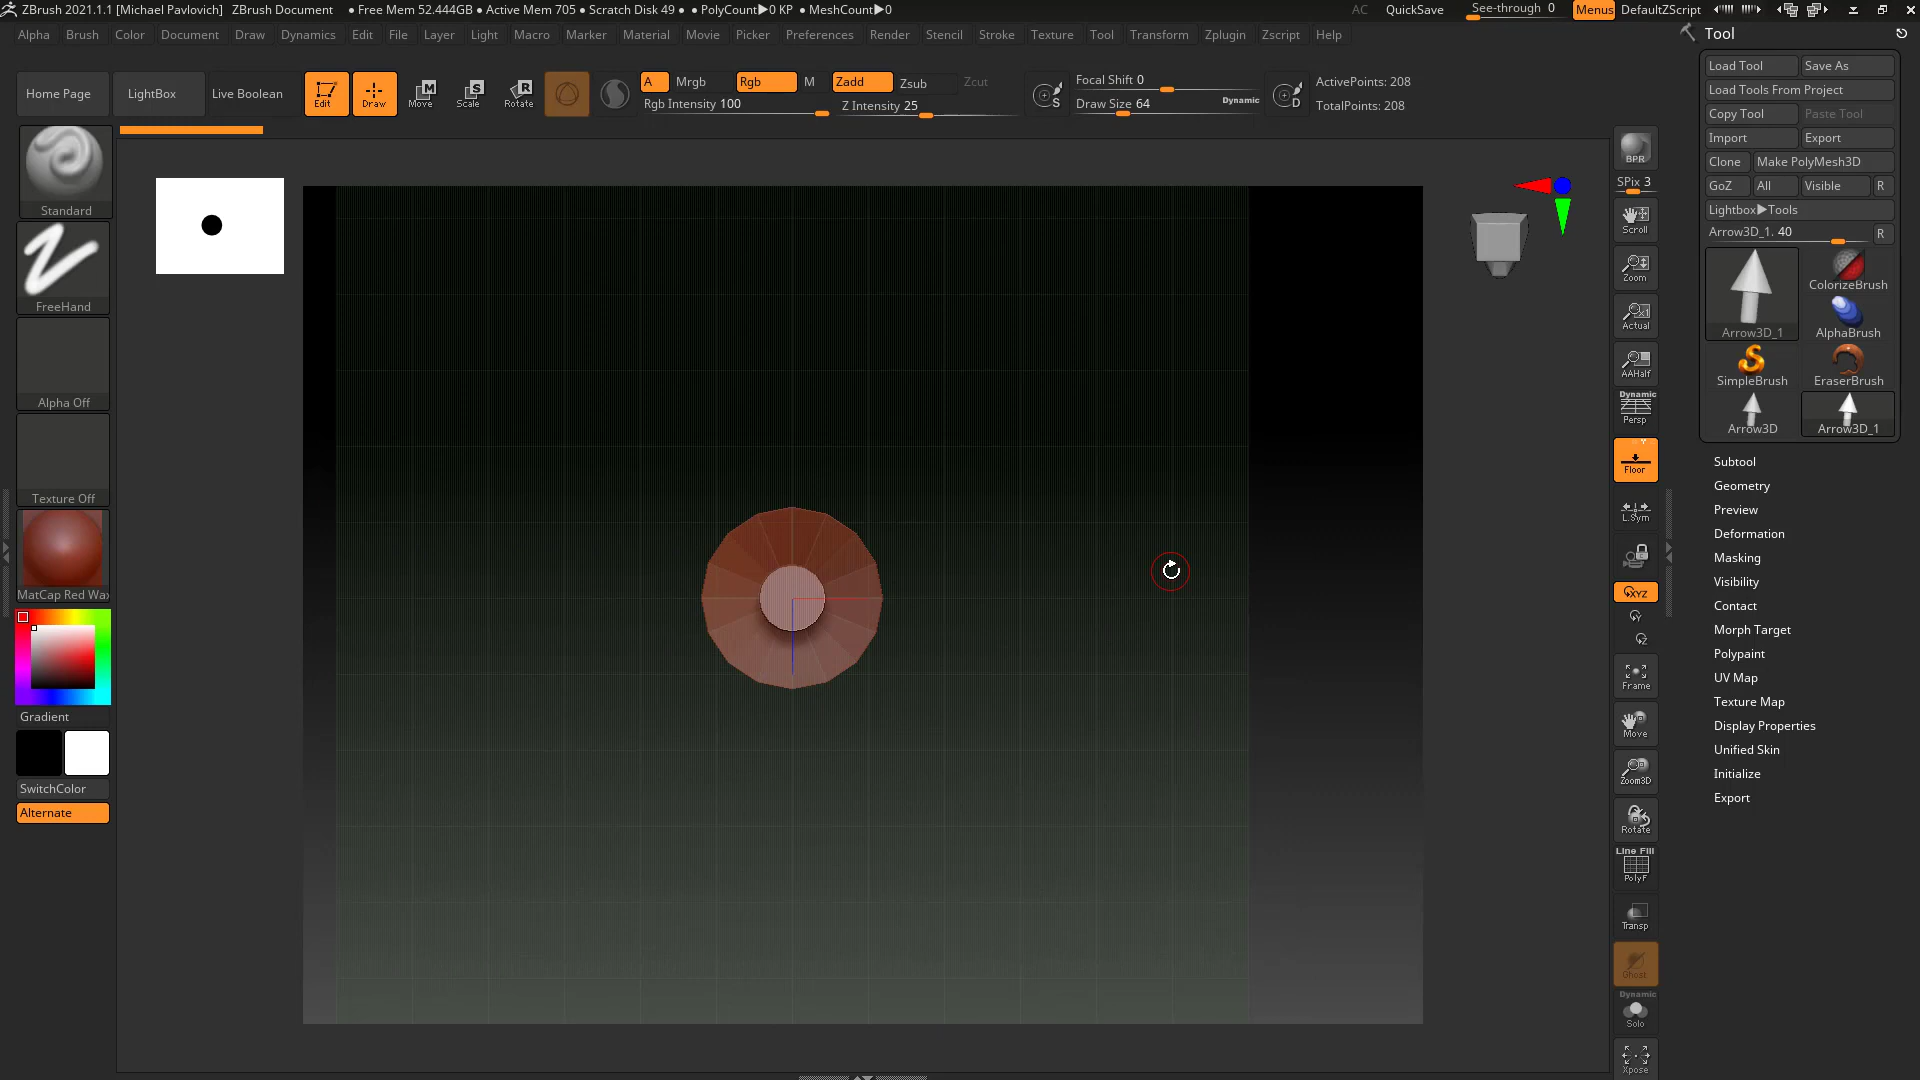 ZBrush 2021.1.1 [Michael Pavlovich] ZBrush Document • Free Mem 52.444GB • Active Mem 705 • Scratch Disk 49 • • PolyCount▶0 KP • MeshCount▶0 AC QuickSave See-through 0 Menus DefaultZScript
Alpha Brush Color Document Draw Dynamics Edit File Layer Light Macro Marker Material Movie Picker Preferences Render Stencil Stroke Texture Tool Transform Zplugin Zscript Help
Home Page LightBox Live Boolean Edit Draw Move Scale Rotate
A Mrgb Rgb M Zadd Zsub Zcut
Rgb Intensity 100 Z Intensity 25
Focal Shift 0
Draw Size 64 Dynamic
ActivePoints: 208
TotalPoints: 208
Standard
FreeHand
Alpha Off
Texture Off
MatCap Red Wax
Gradient
SwitchColor
Alternate
BPR
SPix 3
Scroll
Zoom
Actual
AAHalf
Dynamic
Persp
Floor
L.Sym
XYZ
Y
Z
Frame
Move
Zoom3D
Rotate
Line Fill
PolyF
Transp
Ghost
Dynamic
Solo
Xpose
Tool
Load Tool Save As
Load Tools From Project
Copy Tool Paste Tool
Import Export
Clone Make PolyMesh3D
GoZ All Visible R
Lightbox▶Tools
Arrow3D_1. 40 R
Arrow3D_1 ColorizeBrush
AlphaBrush
SimpleBrush EraserBrush
Arrow3D Arrow3D_1
Subtool
Geometry
Preview
Deformation
Masking
Visibility
Contact
Morph Target
Polypaint
UV Map
Texture Map
Display Properties
Unified Skin
Initialize
Export